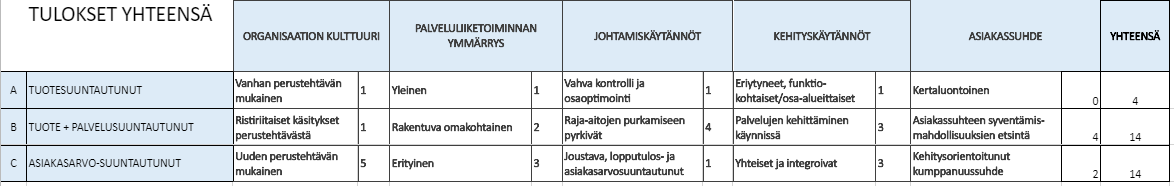 TULOKSET YHTEENSÄ
ORGANISAATION KULTTUURI
PALVELULIIKETOIMINNAN
YMMÄRRYS
JOHTAMISKÄYTÄNNÖT
KEHITYSKÄYTÄNNÖT
ASIAKASSUHDE
YHTEENSÄ
A TUOTESUUNTAUTUNUT
Vanhan perustehtävän
mukainen
1
Yleinen
1
Vahva kontrolli ja
osaoptimointi
1
Eriytyneet, funktio-
kohtaiset/osa-alueittaiset
1
Kertaluontoinen
0
4
B TUOTE + PALVELUSUUNTAUTUNUT
Ristiriitaiset käsitykset
perustehtävästä
1
Rakentuva omakohtainen
2
Raja-aitojen purkamiseen
pyrkivät
4
Palvelujen kehittäminen
käynnissä
3
Asiakassuhteen syventämis-
mahdollisuuksien etsintä
4
14
C ASIAKASARVO-SUUNTAUTUNUT
Uuden perustehtävän
mukainen
5
Erityinen
3
Joustava, lopputulos- ja
asiakasarvosuuntautunut
1
Yhteiset ja integroivat
3
Kehitysorientoitunut
kumppanuussuhde
2
14